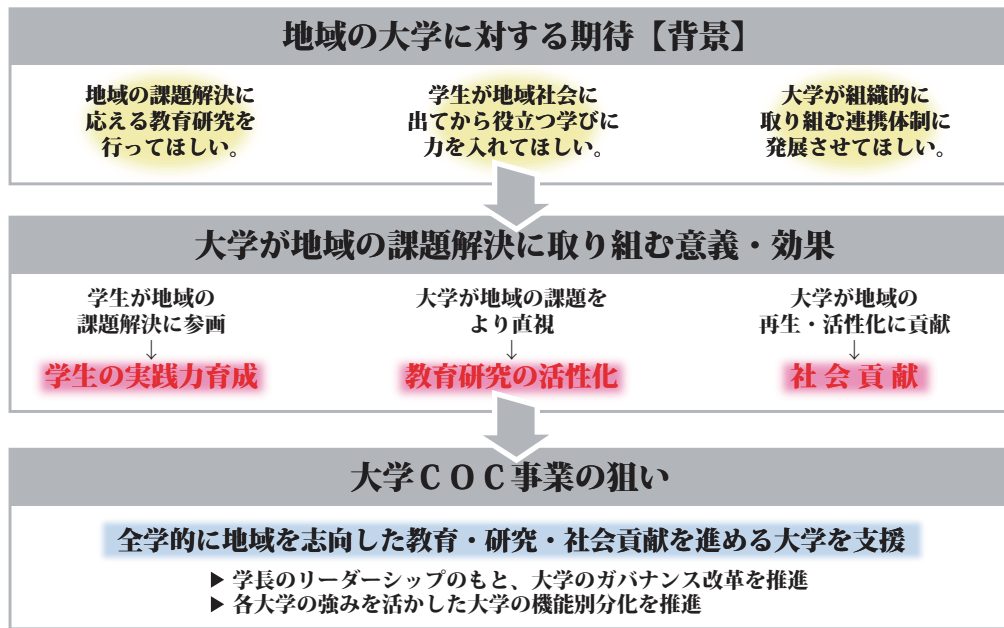 地域の大学に対する期待【背景】
地域の課題解決に
応える教育研究を
行ってほしい。
学生が地域社会に
出てから役立つ学びに
力を入れてほしい。
大学が組織的に
取り組む連携体制に
発展させてほしい。
大学が地域の課題解決に取り組む意義・効果
学生が地域の
課題解決に参画
↓
学生の実践力育成
大学が地域の課題を
より直視
↓
教育研究の活性化
大学が地域の
再生・活性化に貢献
↓
社会貢献
大学ＣＯＣ事業の狙い
全学的に地域を志向した教育・研究・社会貢献を進める大学を支援
▶ 学長のリーダーシップのもと、大学のガバナンス改革を推進
▶ 各大学の強みを活かした大学の機能別分化を推進